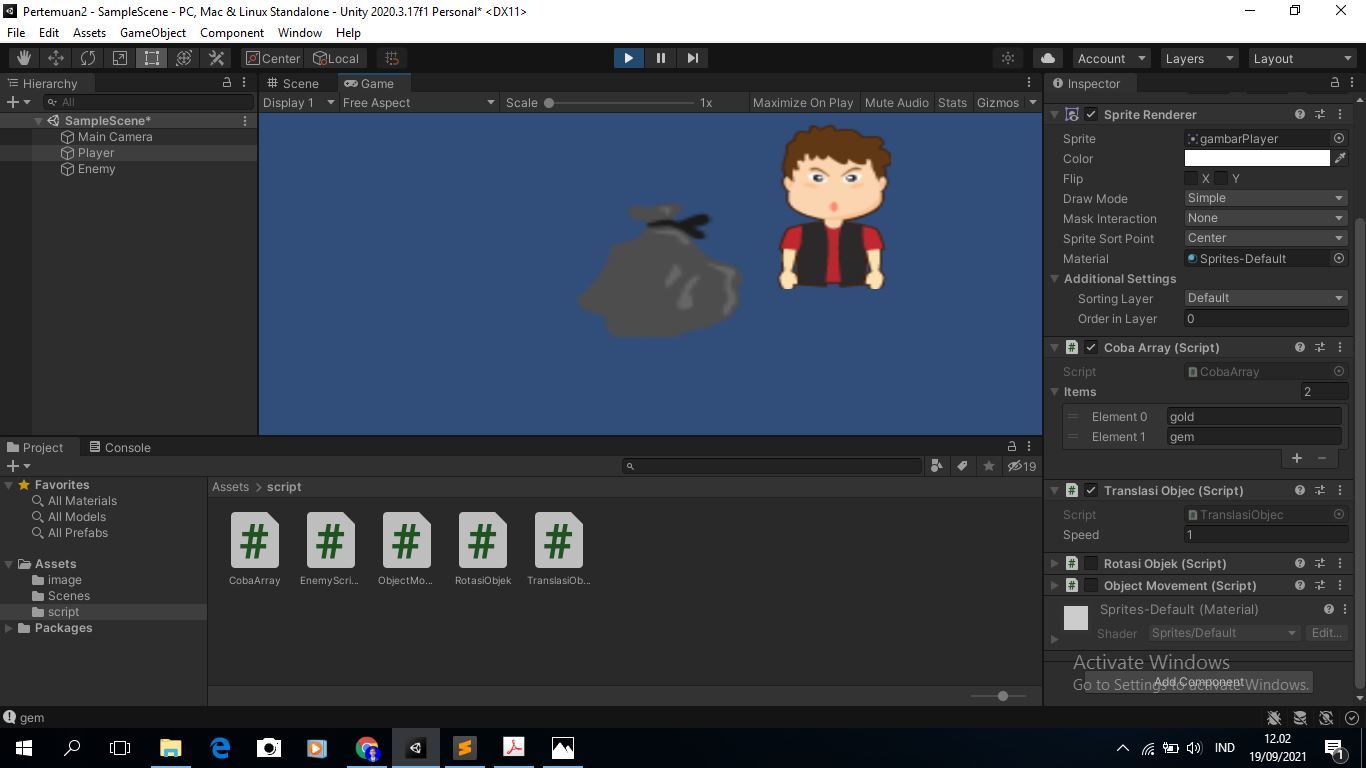 Pertemuan2 - SampleScene - PC, Mac & Linux Standalone - Unity 2020.3.17f1 Personal* <DX11>
File Edit Assets GameObject Component Window Help
Center Local Account Layers Layout
Hierarchy
All
SampleScene*
Main Camera
Player
Enemy
Scene Game
Display 1 Free Aspect Scale 1x Maximize On Play Mute Audio Stats Gizmos
Inspector
Sprite Renderer
Sprite gambarPlayer
Color
Flip X Y
Draw Mode Simple
Mask Interaction None
Sprite Sort Point Center
Material Sprites-Default
Additional Settings
Sorting Layer Default
Order in Layer 0
Coba Array (Script)
Script CobaArray
Items 2
Element 0 gold
Element 1 gem
Translasi Objec (Script)
Script TranslasiObjec
Speed 1
Rotasi Objek (Script)
Object Movement (Script)
Sprites-Default (Material)
Shader Sprites/Default Edit...
Add Component
Activate Windows
Go to Settings to activate Windows.
Project Console
19
Favorites
All Materials
All Models
All Prefabs
Assets
image
Scenes
script
Packages
Assets > script
CobaArray EnemyScri... ObjectMo... RotasiObjek TranslasiOb...
gem
IND
12.02
19/09/2021
1